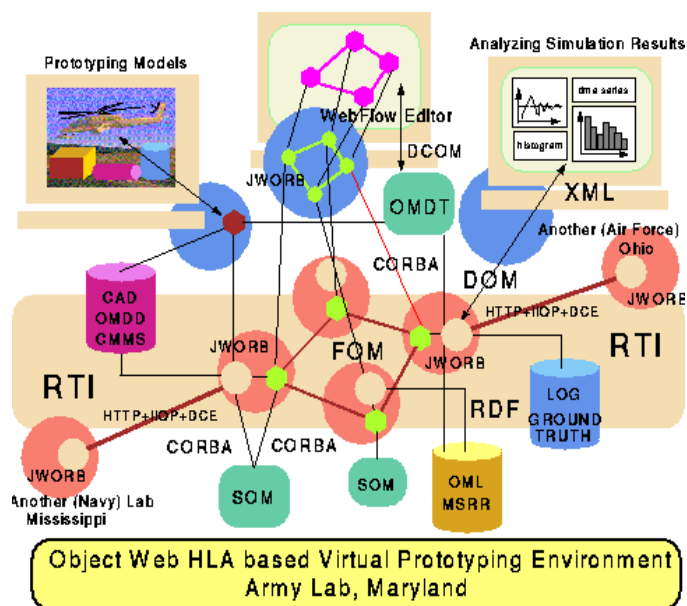 Analyzing Simulation Results
Prototyping Models
time series
histogram
WebFlow Editor
DCOM
JWORB
OMDT
XML
Another (Air Force)
Ohio
CORBA
DOM
JWORB
CAD
OMDD
CMMS
HTTP+IIOP+DCE
JWORB
FOM
JWORB
RTI
RTI
LOG
GROUND
TRUTH
RDF
HTTP+IIOP+DCE
CORBA
CORBA
JWORB
SOM
SOM
OML
MSRR
Another (Navy) Lab
Mississippi
Object Web HLA based Virtual Prototyping Environment
Army Lab, Maryland